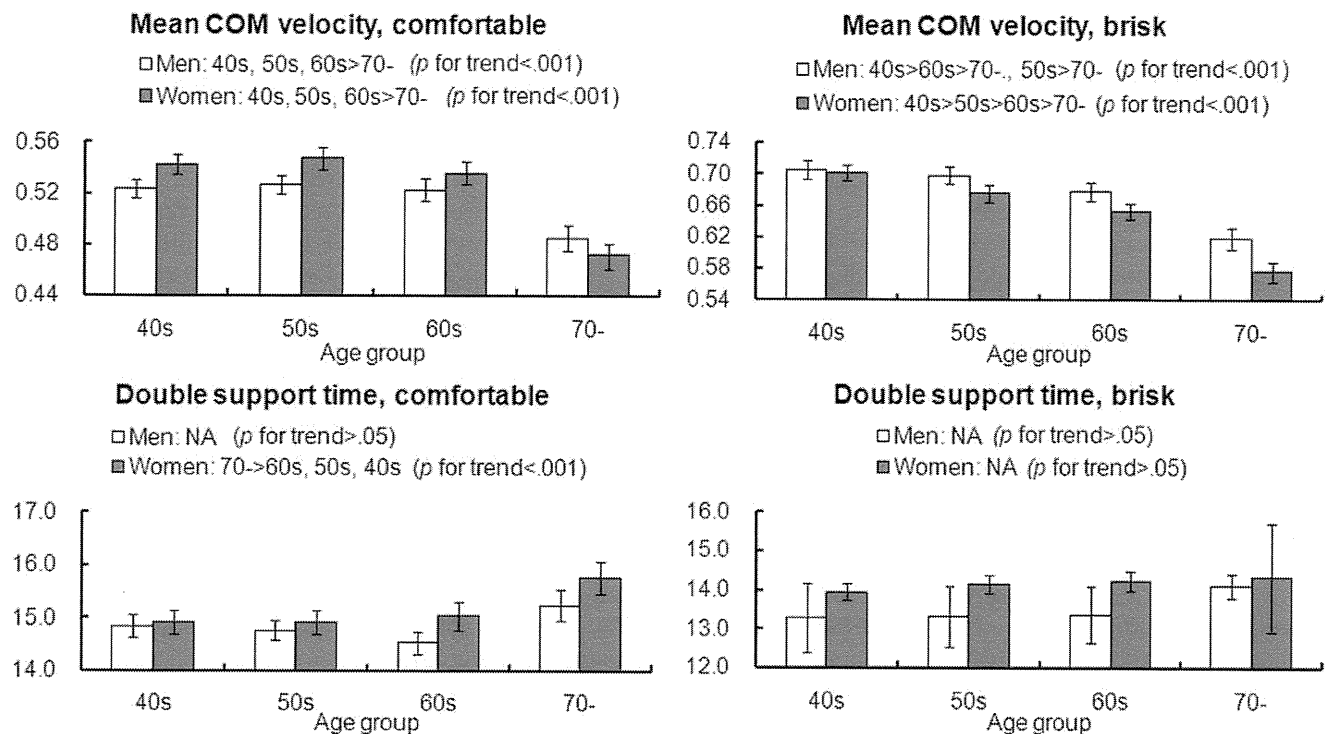 Mean COM velocity, comfortable
Men: 40s, 50s, 60s>70- (p for trend<.001)
Women: 40s, 50s, 60s>70- (p for trend<.001)
0.56
0.52
0.48
0.44
40s 50s 60s 70-
Age group
Mean COM velocity, brisk
Men: 40s>60s>70-., 50s>70- (p for trend<.001)
Women: 40s>50s>60s>70- (p for trend<.001)
0.74
0.70
0.66
0.62
0.58
0.54
40s 50s 60s 70-
Age group
Double support time, comfortable
Men: NA (p for trend>.05)
Women: 70->60s, 50s, 40s (p for trend<.001)
17.0
16.0
15.0
14.0
40s 50s 60s 70-
Age group
Double support time, brisk
Men: NA (p for trend>.05)
Women: NA (p for trend>.05)
16.0
15.0
14.0
13.0
12.0
40s 50s 60s 70-
Age group